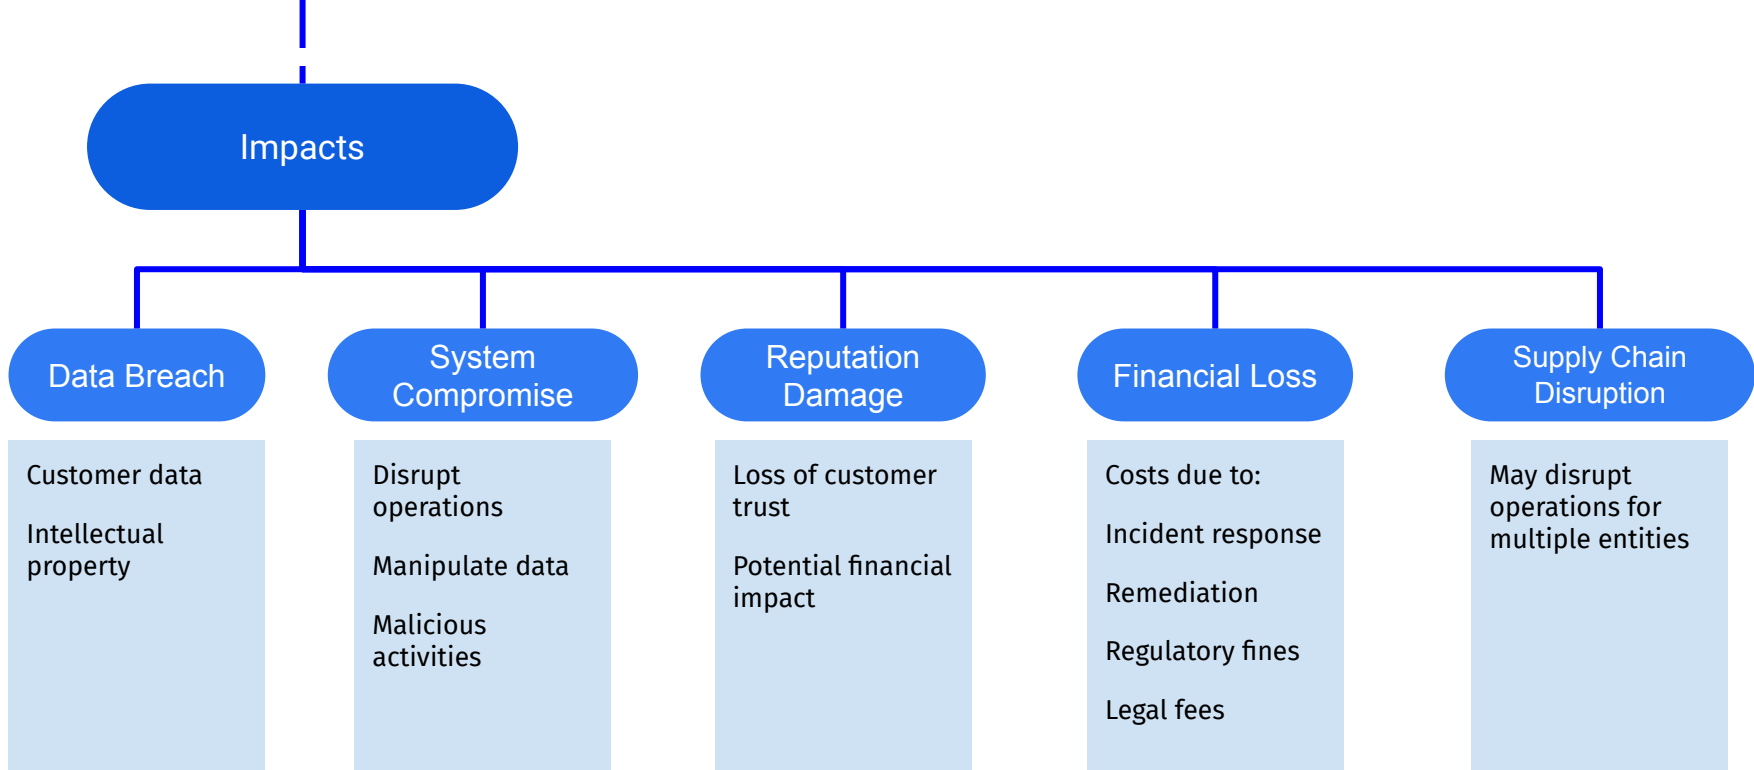 Impacts
Data Breach
System
Compromise
Reputation
Damage
Financial Loss
Supply Chain
Disruption
Customer data
Intellectual
property
Disrupt
operations
Manipulate data
Malicious
activities
Loss of customer
trust
Potential financial
impact
Costs due to:
Incident response
Remediation
Regulatory fines
Legal fees
May disrupt
operations for
multiple entities